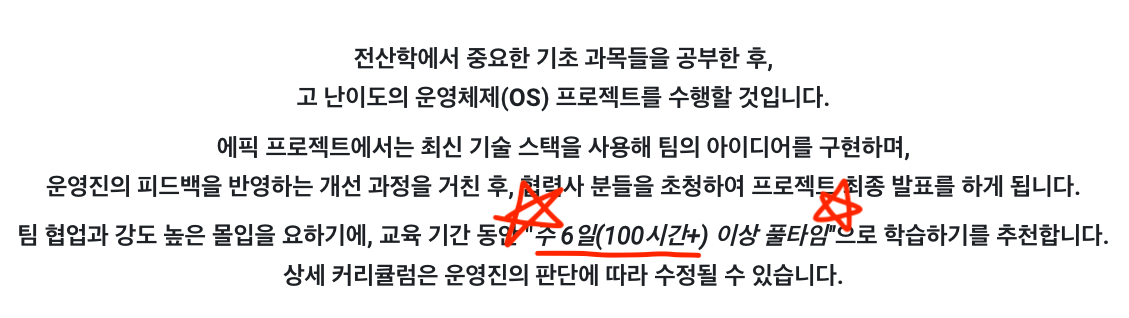 전산학에서 중요한 기초 과목들을 공부한 후,
고 난이도의 운영체제(OS) 프로젝트를 수행할 것입니다.
에픽 프로젝트에서는 최신 기술 스택을 사용해 팀의 아이디어를 구현하며,
운영진의 피드백을 반영하는 개선 과정을 거친 후, 협력사 분들을 초청하여 프로젝트 최종 발표를 하게 됩니다.
팀 협업과 강도 높은 몰입을 요하기에, 교육 기간 동안 "주 6일(100시간+) 이상 풀타임"으로 학습하기를 추천합니다.
상세 커리큘럼은 운영진의 판단에 따라 수정될 수 있습니다.